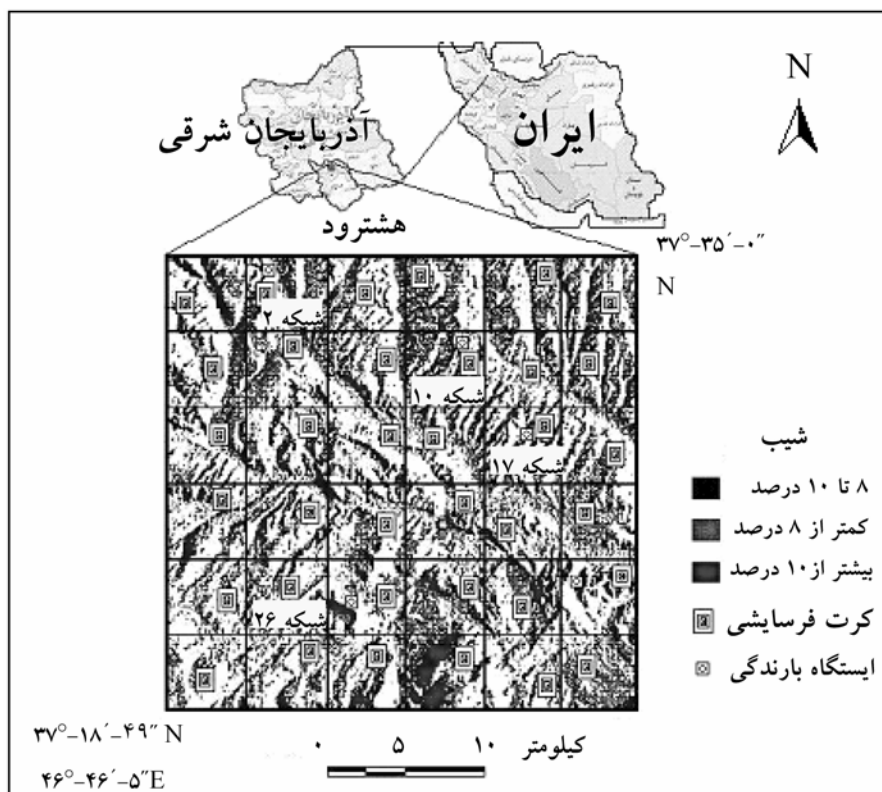 ایران
آذربایجان شرقی
N
هشترود
۳۷°-۳۵´-۰"
N
شبکه ۲
شبکه ۱۰
شبکه ۱۷
شبکه ۲۶
شیب
۸ تا ۱۰ درصد
کمتر از ۸ درصد
بیشتر از ۱۰ درصد
کرت فرسایشی
ایستگاه بارندگی
۳۷°-۱۸´-۴۹" N
۴۶°-۴۶´-۵"E
۰ ۵ ۱۰ کیلومتر